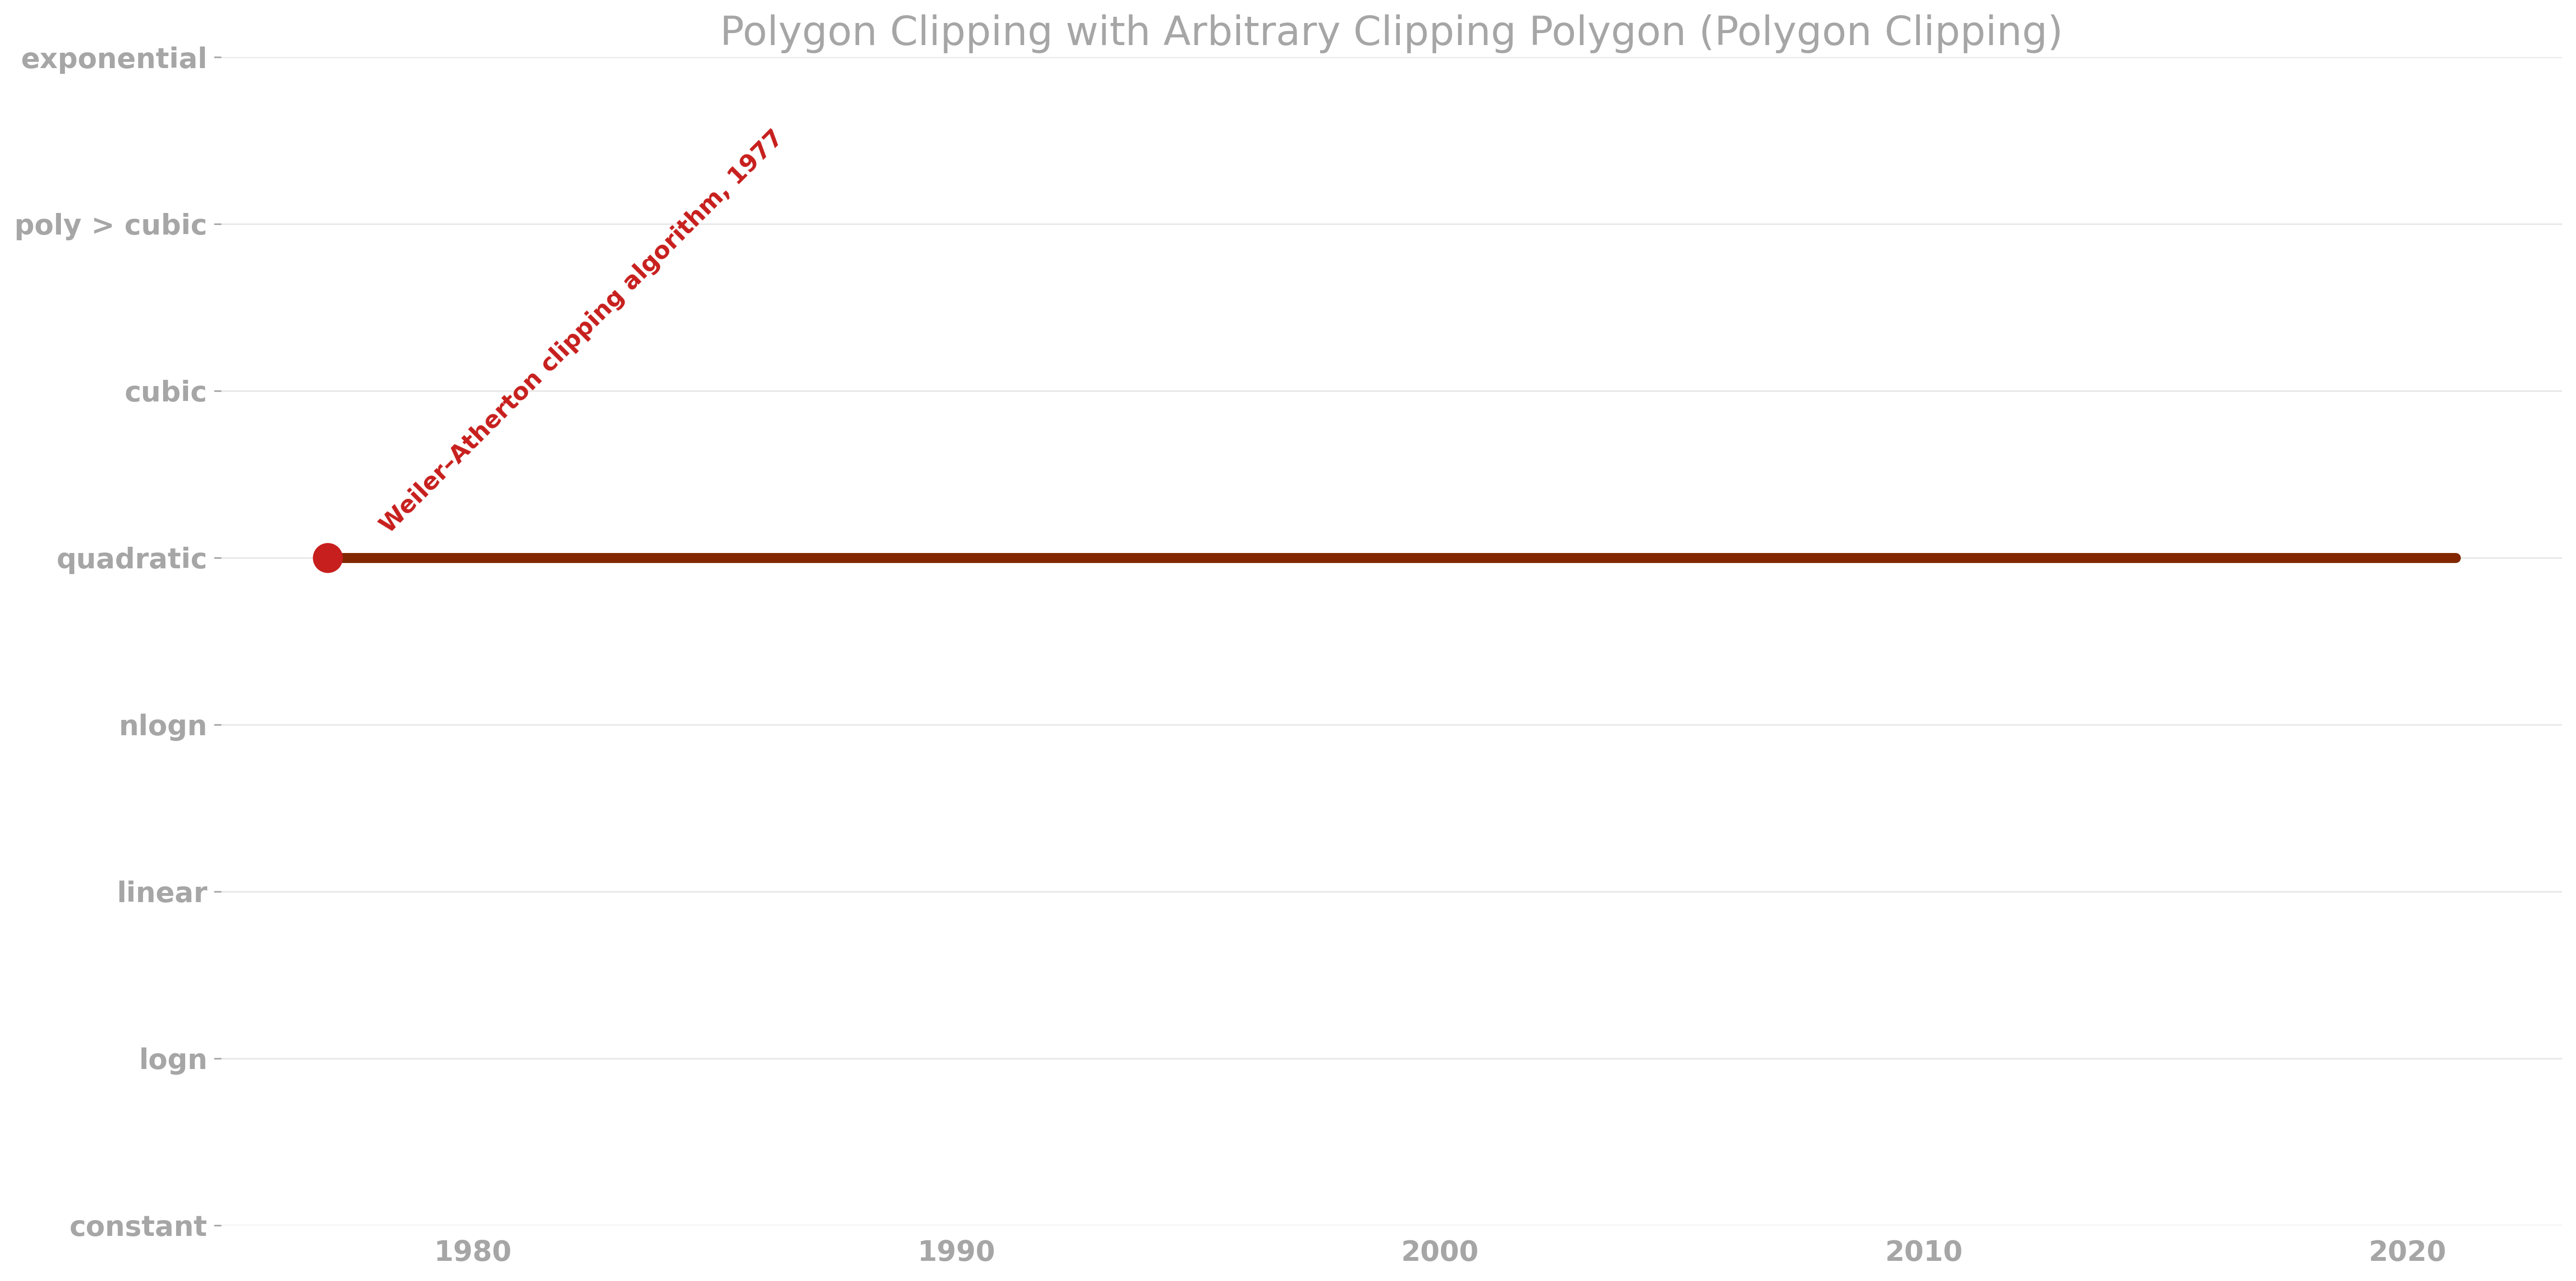 Polygon Clipping with Arbitrary Clipping Polygon (Polygon Clipping)
exponential
poly > cubic
cubic
quadratic
nlogn
linear
logn
constant
Weiler–Atherton clipping algorithm, 1977
1980
1990
2000
2010
2020